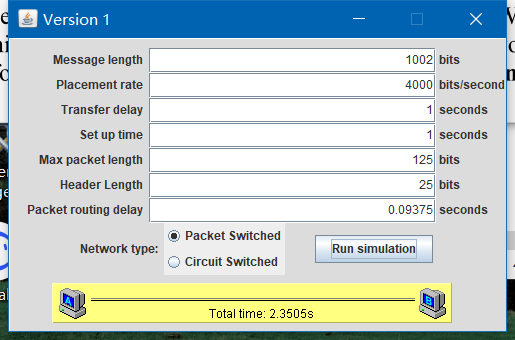 Version 1
Message length 1002 bits
Placement rate 4000 bits/second
Transfer delay 1 seconds
Set up time 1 seconds
Max packet length 125 bits
Header Length 25 bits
Packet routing delay 0.09375 seconds
Network type: Packet Switched
Circuit Switched
Run simulation
A B
Total time: 2.3505s